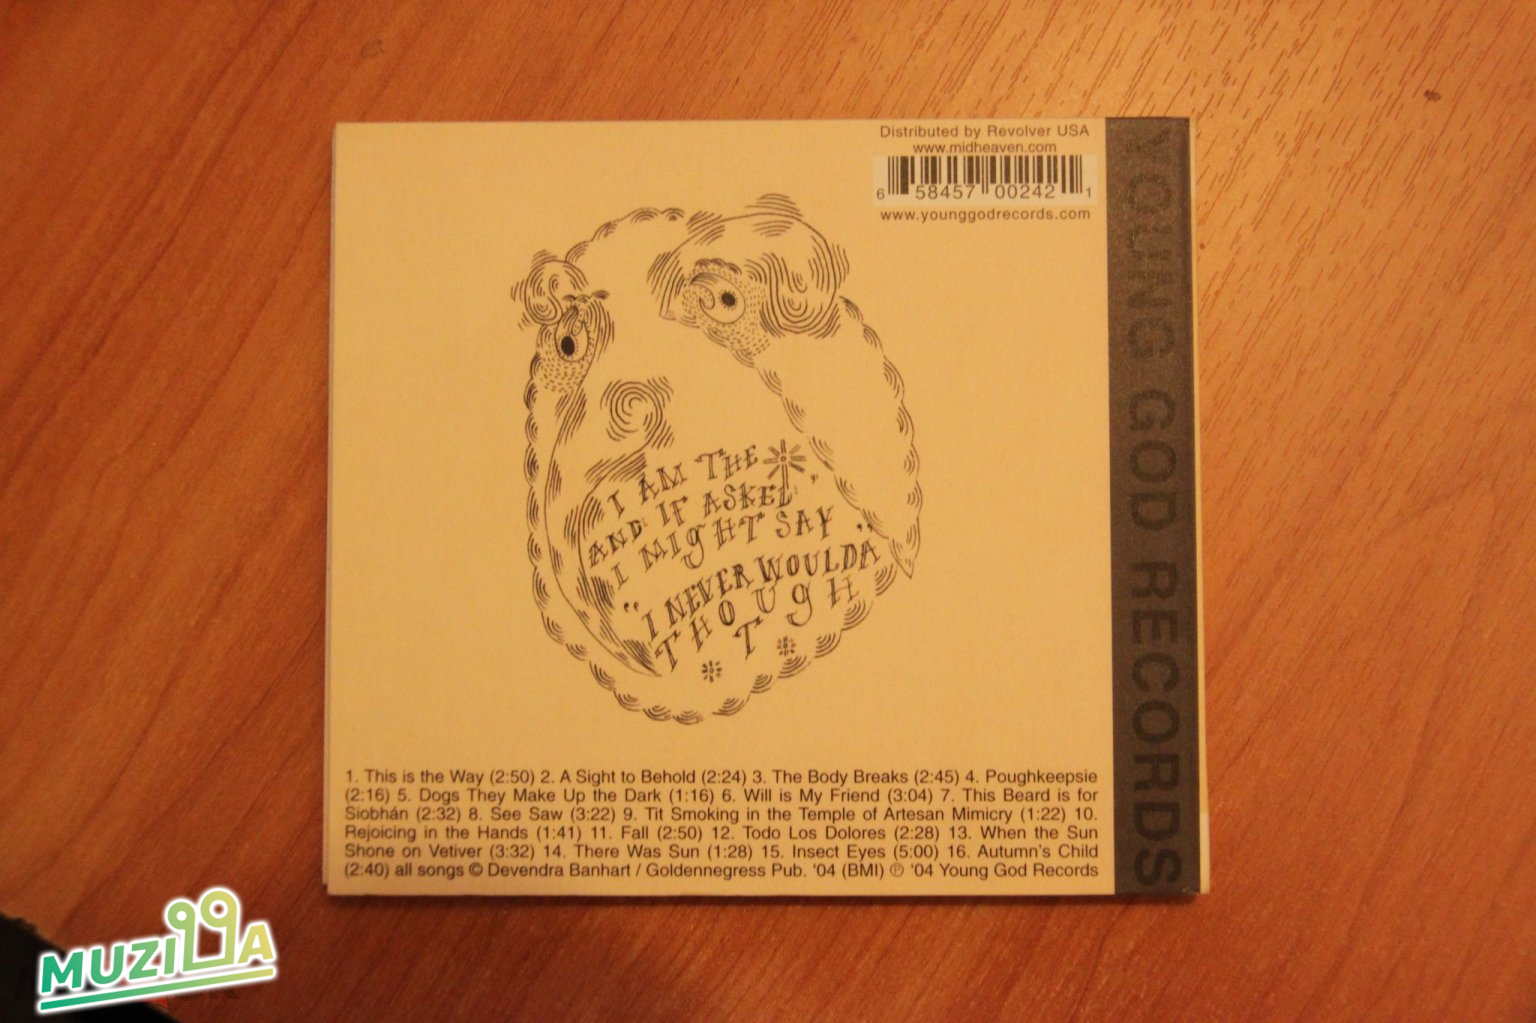 Distributed by Revolver USA
www.midheaven.com
6 58457 00242 1
www.younggodrecords.com
YOUNG GOD RECORDS
I AM THE
AND IF ASKED,
I MIGHT SAY
"I NEVER WOULDA"
THOUGH
T
1. This is the Way (2:50) 2. A Sight to Behold (2:24) 3. The Body Breaks (2:45) 4. Poughkeepsie
(2:16) 5. Dogs They Make Up the Dark (1:16) 6. Will is My Friend (3:04) 7. This Beard is for
Siobhán (2:32) 8. See Saw (3:22) 9. Tit Smoking in the Temple of Artesan Mimicry (1:22) 10.
Rejoicing in the Hands (1:41) 11. Fall (2:50) 12. Todo Los Dolores (2:28) 13. When the Sun
Shone on Vetiver (3:32) 14. There Was Sun (1:28) 15. Insect Eyes (5:00) 16. Autumn's Child
(2:40) all songs © Devendra Banhart / Goldennegress Pub. '04 (BMI) ℗ '04 Young God Records
MUZILLA